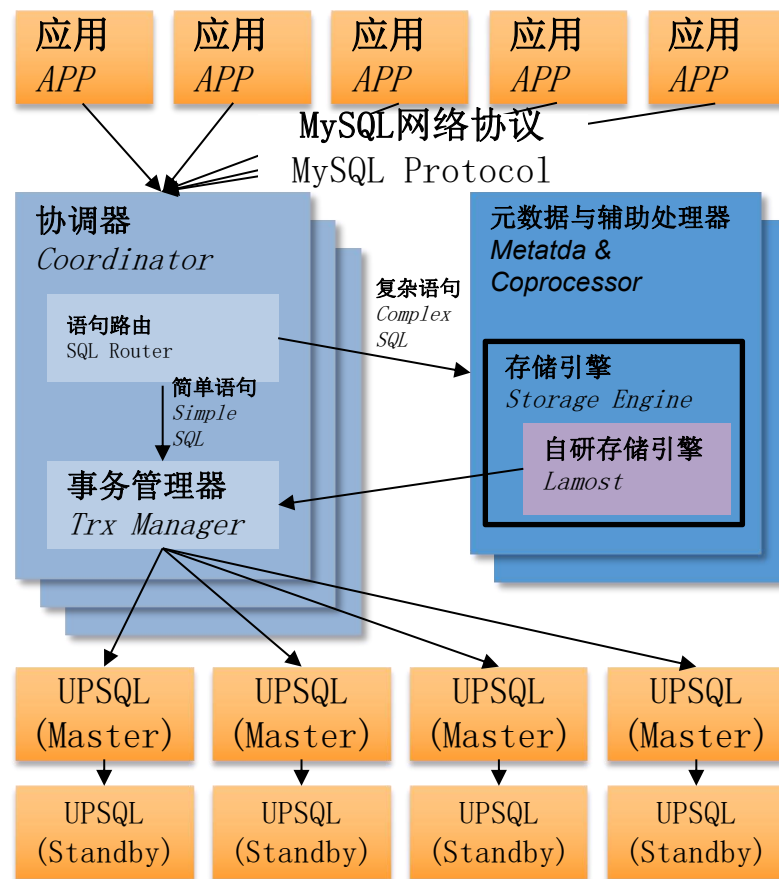 应用
APP
应用
APP
应用
APP
应用
APP
应用
APP
MySQL网络协议
MySQL Protocol
协调器
Coordinator
语句路由
SQL Router
简单语句
Simple
SQL
事务管理器
Trx Manager
复杂语句
Complex
SQL
元数据与辅助处理器
Metatda &
Coprocessor
存储引擎
Storage Engine
自研存储引擎
Lamost
UPSQL
(Master)
UPSQL
(Master)
UPSQL
(Master)
UPSQL
(Master)
UPSQL
(Standby)
UPSQL
(Standby)
UPSQL
(Standby)
UPSQL
(Standby)